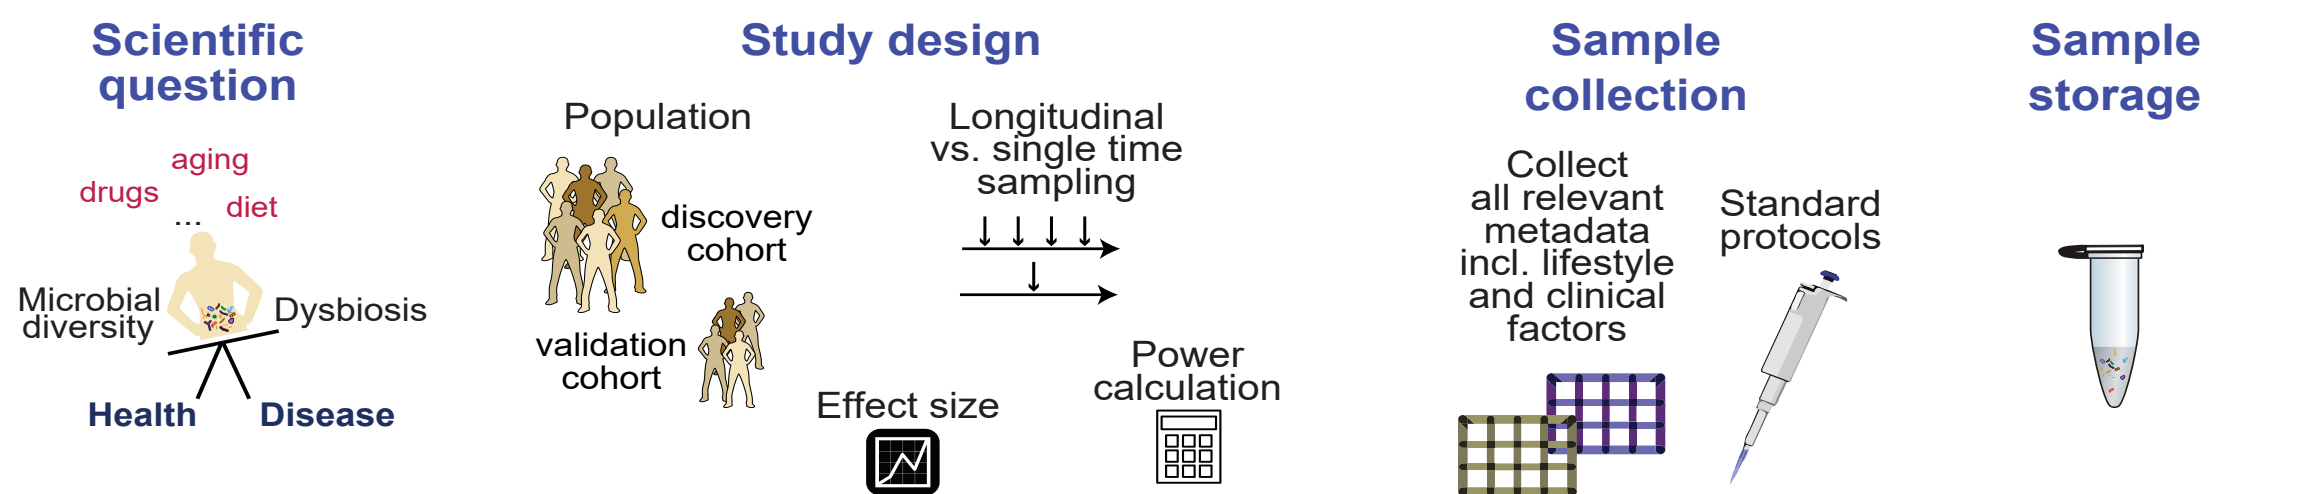 Scientific
question
aging
drugs
diet
...
Microbial
diversity
Dysbiosis
Health
Disease
Study design
Population
discovery
cohort
validation
cohort
Longitudinal
vs. single time
sampling
Effect size
Power
calculation
Sample
collection
Collect
all relevant
metadata
incl. lifestyle
and clinical
factors
Standard
protocols
Sample
storage